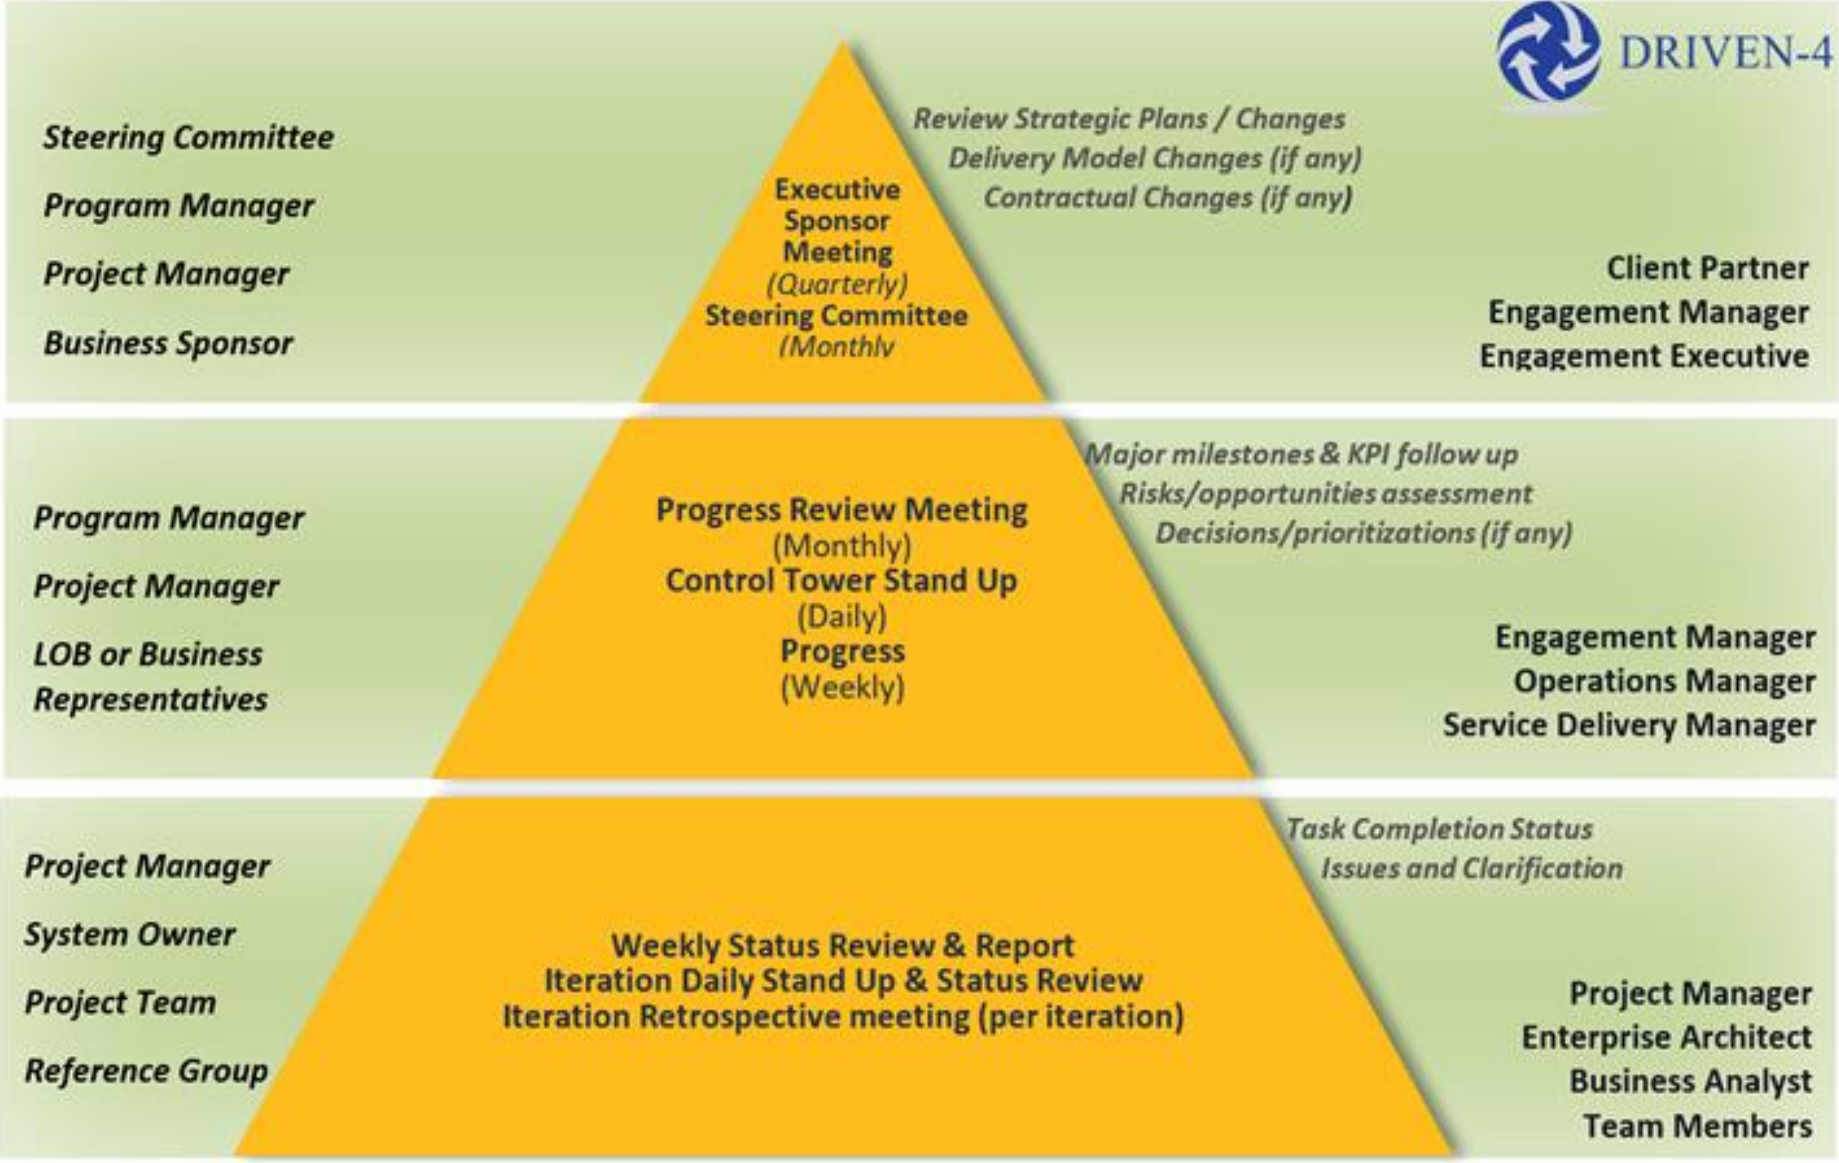 DRIVEN-4
Steering Committee
Program Manager
Project Manager
Business Sponsor
Executive
Sponsor
Meeting
(Quarterly)
Steering Committee
(Monthly
Review Strategic Plans / Changes
Delivery Model Changes (if any)
Contractual Changes (if any)
Client Partner
Engagement Manager
Engagement Executive
Program Manager
Project Manager
LOB or Business
Representatives
Progress Review Meeting
(Monthly)
Control Tower Stand Up
(Daily)
Progress
(Weekly)
Major milestones & KPI follow up
Risks/opportunities assessment
Decisions/prioritizations (if any)
Engagement Manager
Operations Manager
Service Delivery Manager
Project Manager
System Owner
Project Team
Reference Group
Weekly Status Review & Report
Iteration Daily Stand Up & Status Review
Iteration Retrospective meeting (per iteration)
Task Completion Status
Issues and Clarification
Project Manager
Enterprise Architect
Business Analyst
Team Members